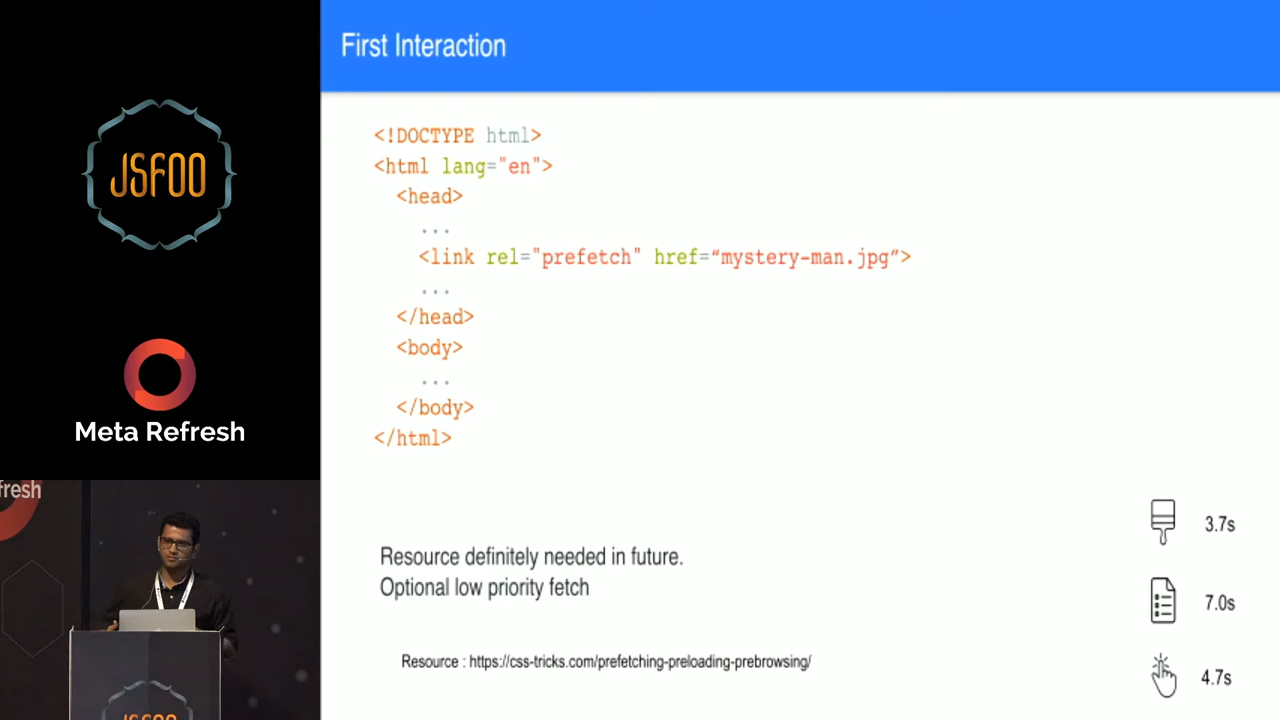 First Interaction
JSFOO
<!DOCTYPE html>
<html lang="en">
<head>
...
<link rel="prefetch" href=“mystery-man.jpg”>
...
</head>
<body>
...
</body>
</html>
Meta Refresh
fresh
3.7s
Resource definitely needed in future.
Optional low priority fetch
7.0s
Resource : https://css-tricks.com/prefetching-preloading-prebrowsing/
4.7s
JSFOO